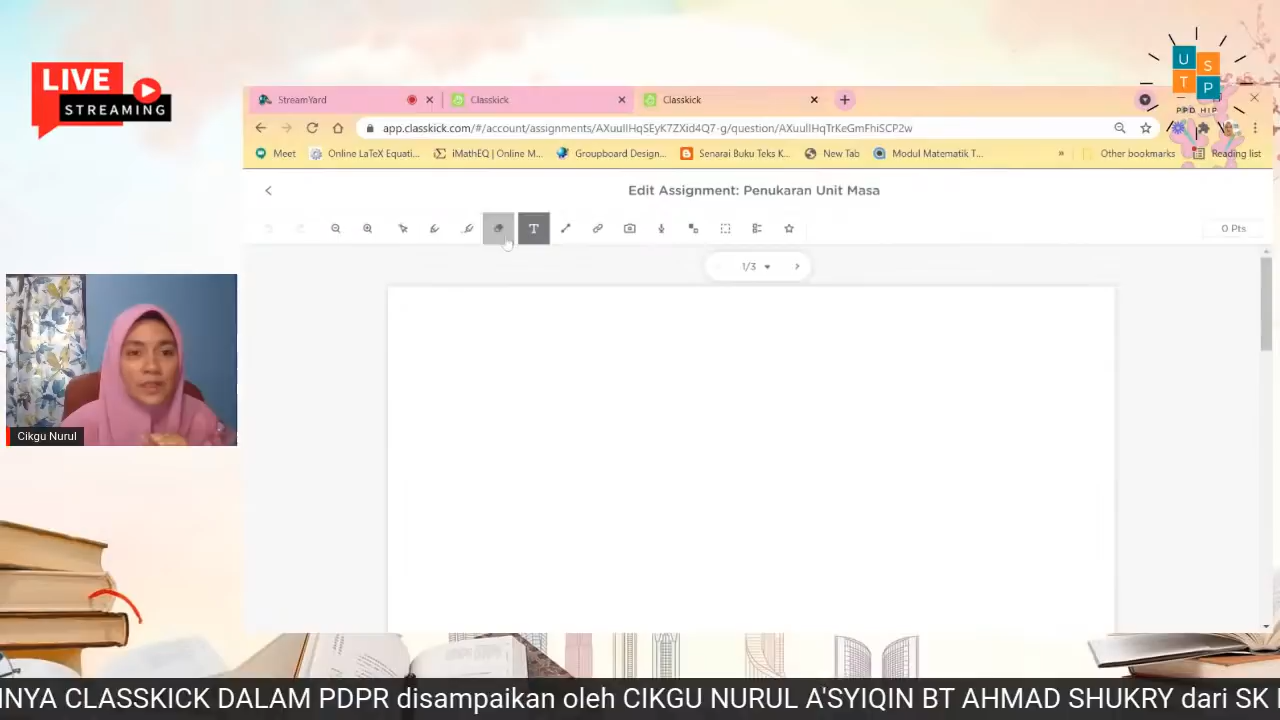 LIVE
STREAMING
U S
T P
PPD HIP
StreamYard
Classkick
Classkick
app.classkick.com/#/account/assignments/AXuuIIHqSEyK7ZXid4Q7-g/question/AXuuIIHqTrKeGmFhiSCP2w
Meet
Online LaTeX Equati...
iMathEQ | Online M...
Groupboard Design...
Senarai Buku Teks K...
New Tab
Modul Matematik T...
»
Other bookmarks
Reading list
Edit Assignment: Penukaran Unit Masa
T
0 Pts
1/3
Cikgu Nurul
INYA CLASSKICK DALAM PDPR disampaikan oleh CIKGU NURUL A'SYIQIN BT AHMAD SHUKRY dari SK